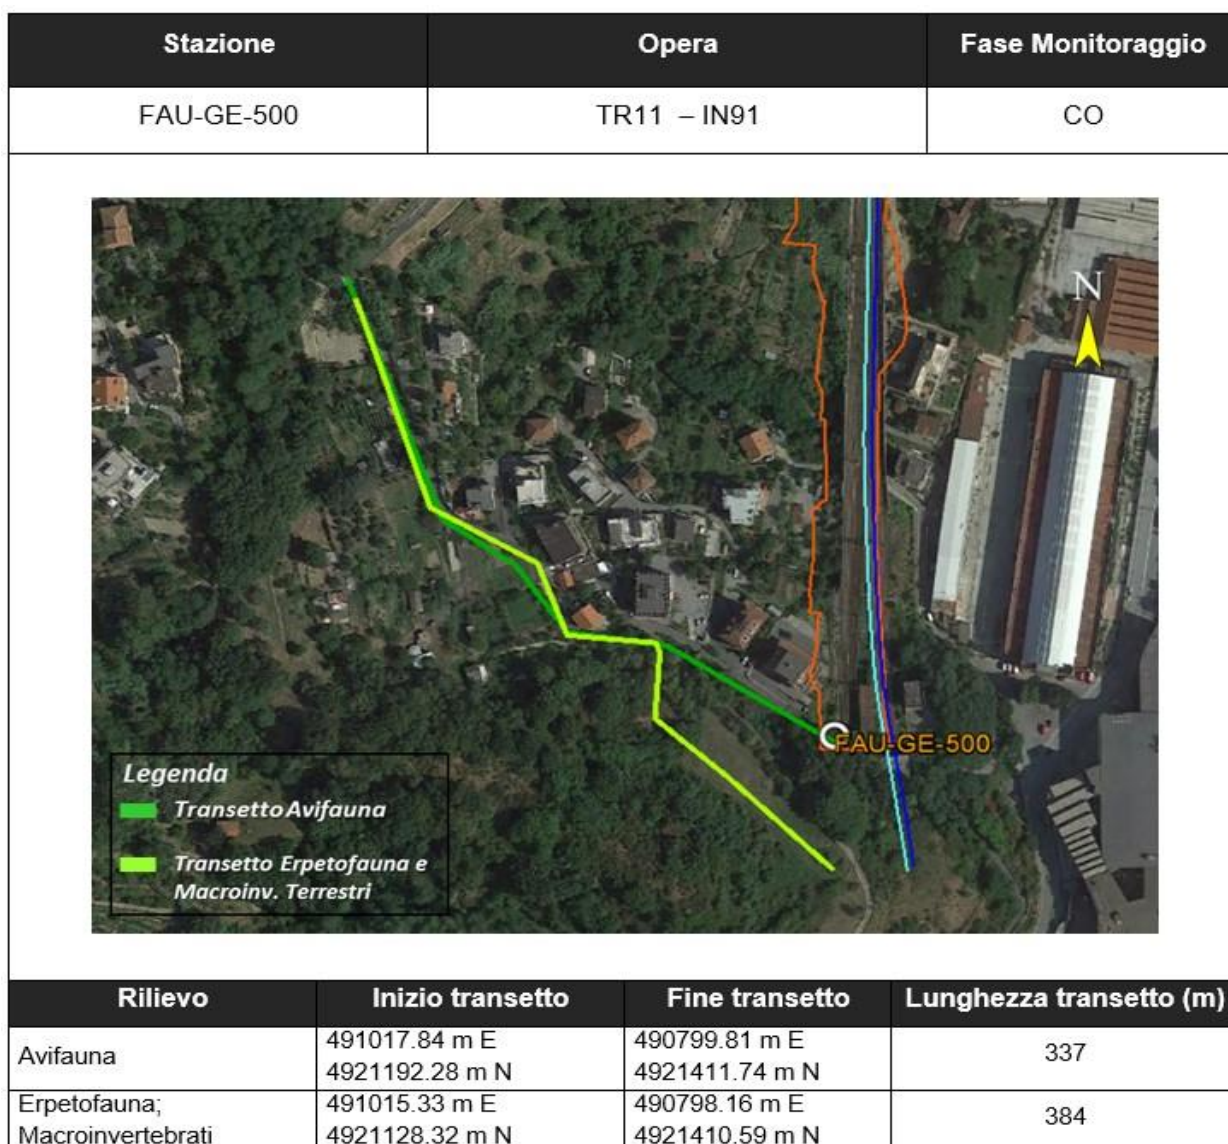 Stazione Opera Fase Monitoraggio
FAU-GE-500 TR11 – IN91 CO
N
FAU-GE-500
Legenda
Transetto Avifauna
Transetto Erpetofauna e
Macroinv. Terrestri
Rilievo Inizio transetto Fine transetto Lunghezza transetto (m)
Avifauna 491017.84 m E 490799.81 m E 337
4921192.28 m N 4921411.74 m N
Erpetofauna; 491015.33 m E 490798.16 m E 384
Macroinvertebrati 4921128.32 m N 4921410.59 m N